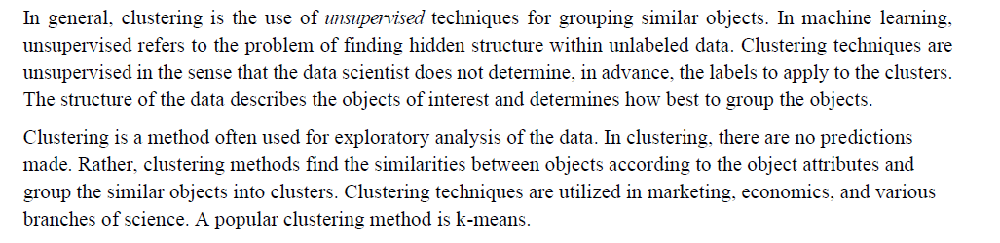 In general, clustering is the use of unsupervised techniques for grouping similar objects. In machine learning,
unsupervised refers to the problem of finding hidden structure within unlabeled data. Clustering techniques are
unsupervised in the sense that the data scientist does not determine, in advance, the labels to apply to the clusters.
The structure of the data describes the objects of interest and determines how best to group the objects.
Clustering is a method often used for exploratory analysis of the data. In clustering, there are no predictions
made. Rather, clustering methods find the similarities between objects according to the object attributes and
group the similar objects into clusters. Clustering techniques are utilized in marketing, economics, and various
branches of science. A popular clustering method is k-means.